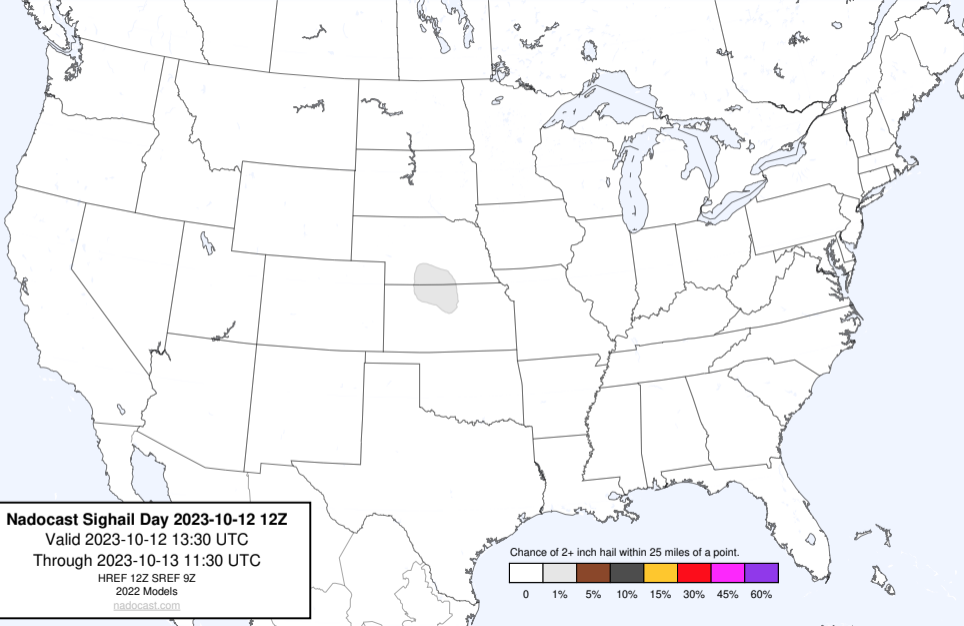 Nadocast Sighail Day 2023-10-12 12Z
Valid 2023-10-12 13:30 UTC
Through 2023-10-13 11:30 UTC
HREF 12Z SREF 9Z
2022 Models
nadocast.com
Chance of 2+ inch hail within 25 miles of a point.
0 1% 5% 10% 15% 30% 45% 60%